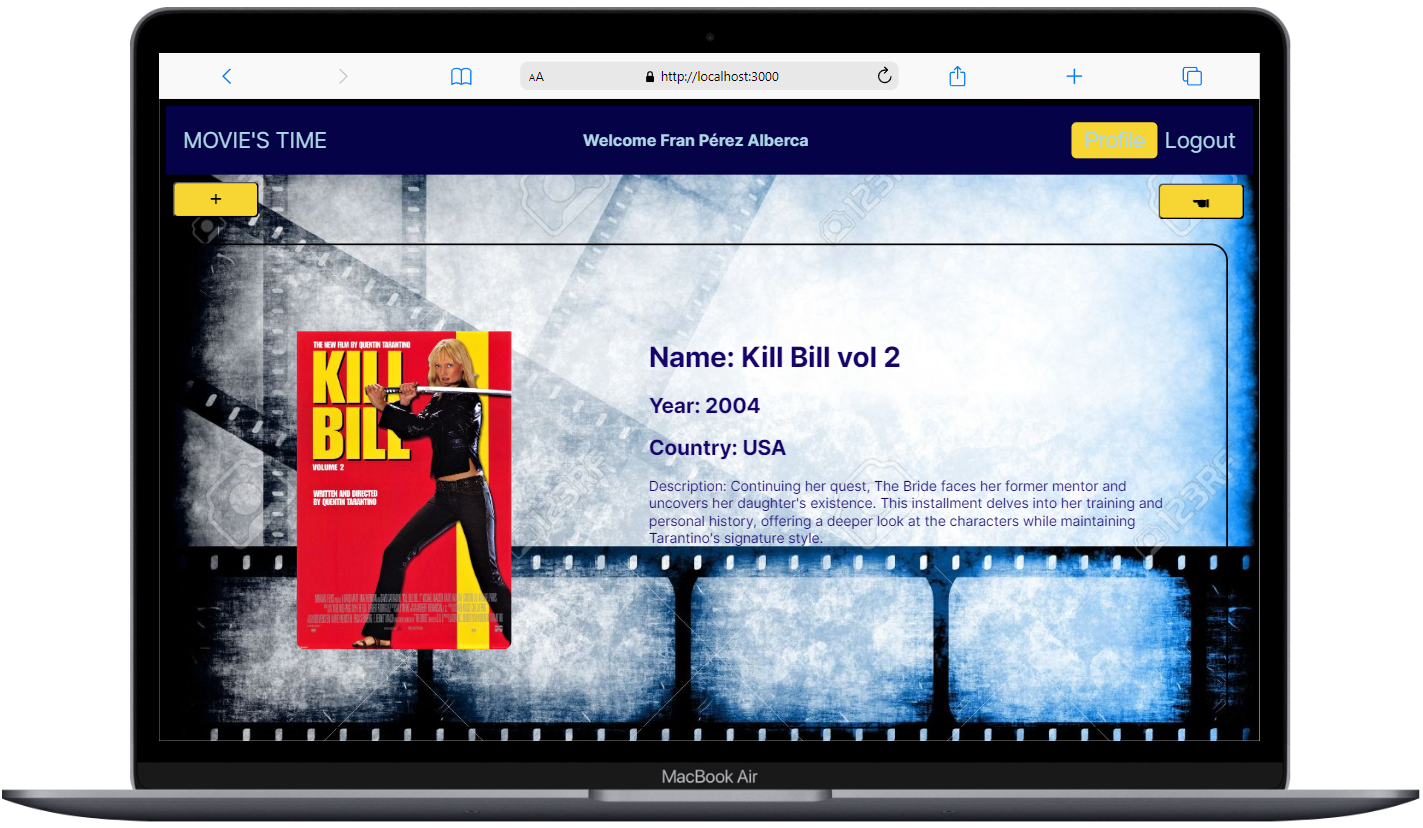 AA http://localhost:3000
MOVIE'S TIME
Welcome Fran Pérez Alberca
Profile Logout
+
THE NEW FILM BY QUENTIN TARANTINO
KILL
BILL
VOLUME 2
WRITTEN AND DIRECTED
BY QUENTIN TARANTINO
Name: Kill Bill vol 2
Year: 2004
Country: USA
Description: Continuing her quest, The Bride faces her former mentor and
uncovers her daughter's existence. This installment delves into her training and
personal history, offering a deeper look at the characters while maintaining
Tarantino's signature style.
123RF
MacBook Air